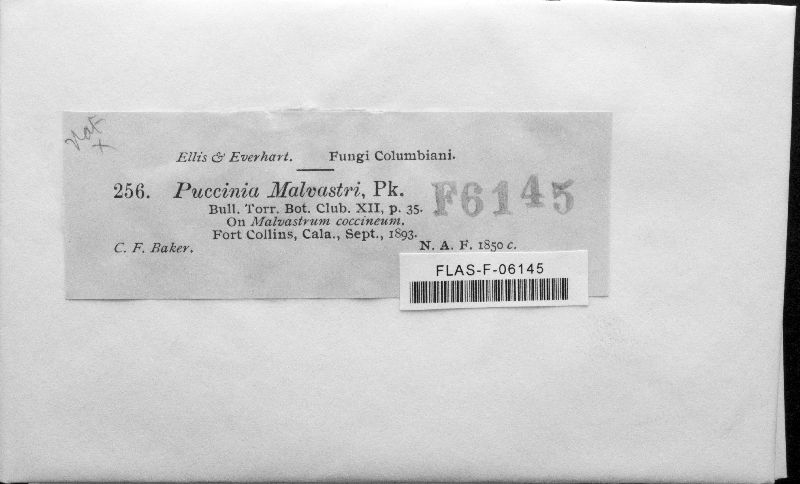 Ellis & Everhart. Fungi Columbiani.
256. Puccinia Malvastri, Pk.
F6145
Bull. Torr. Bot. Club. XII, p. 35.
On Malvastrum coccineum.
Fort Collins, Cala., Sept., 1893.
C. F. Baker. N. A. F. 1850 c.
FLAS-F-06145